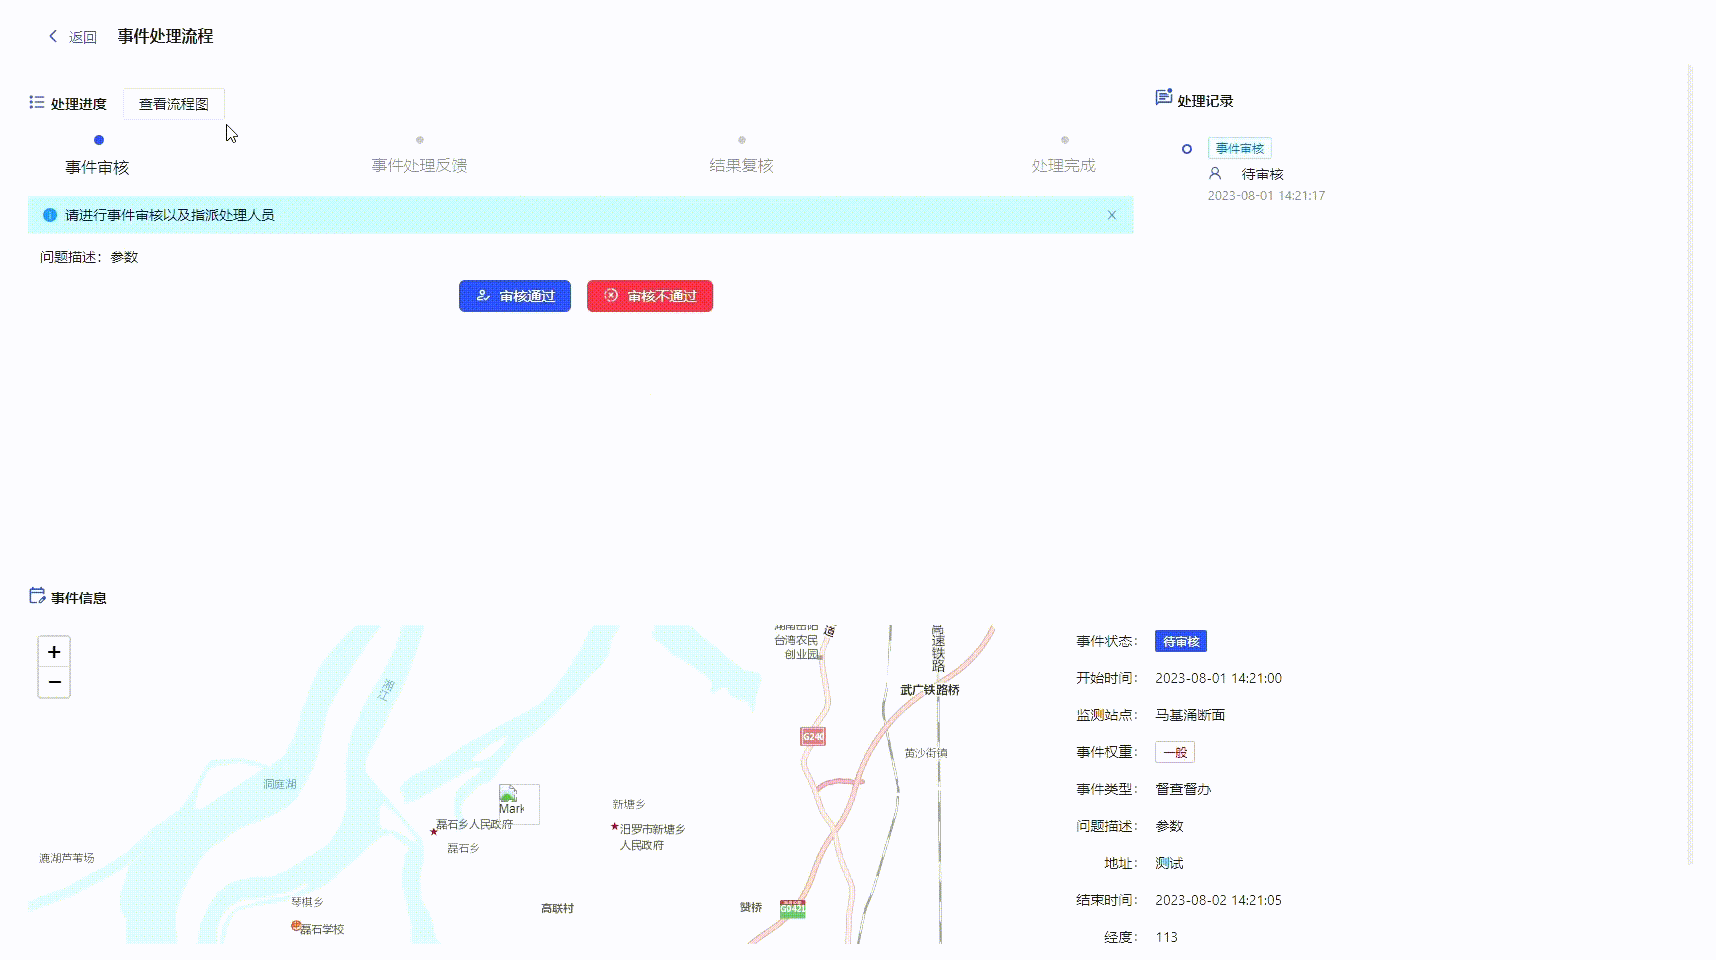 返回 事件处理流程
处理进度 查看流程图
事件审核 事件处理反馈 结果复核 处理完成
请进行事件审核以及指派处理人员
问题描述：参数
审核通过 审核不通过
处理记录
事件审核
待审核
2023-08-01 14:21:17
事件信息
+
−
湘江
洞庭湖
漉湖芦苇场
琴棋乡
磊石学校
Mark
磊石乡人民政府
磊石乡
新塘乡
汨罗市新塘乡
人民政府
高联村
台湾农民
创业园
道
高速铁路
武广铁路桥
G240
黄沙街镇
赞桥
G0421
事件状态： 待审核
开始时间： 2023-08-01 14:21:00
监测站点： 马基涌断面
事件权重： 一般
事件类型： 督查督办
问题描述： 参数
地址： 测试
结束时间： 2023-08-02 14:21:05
经度： 113